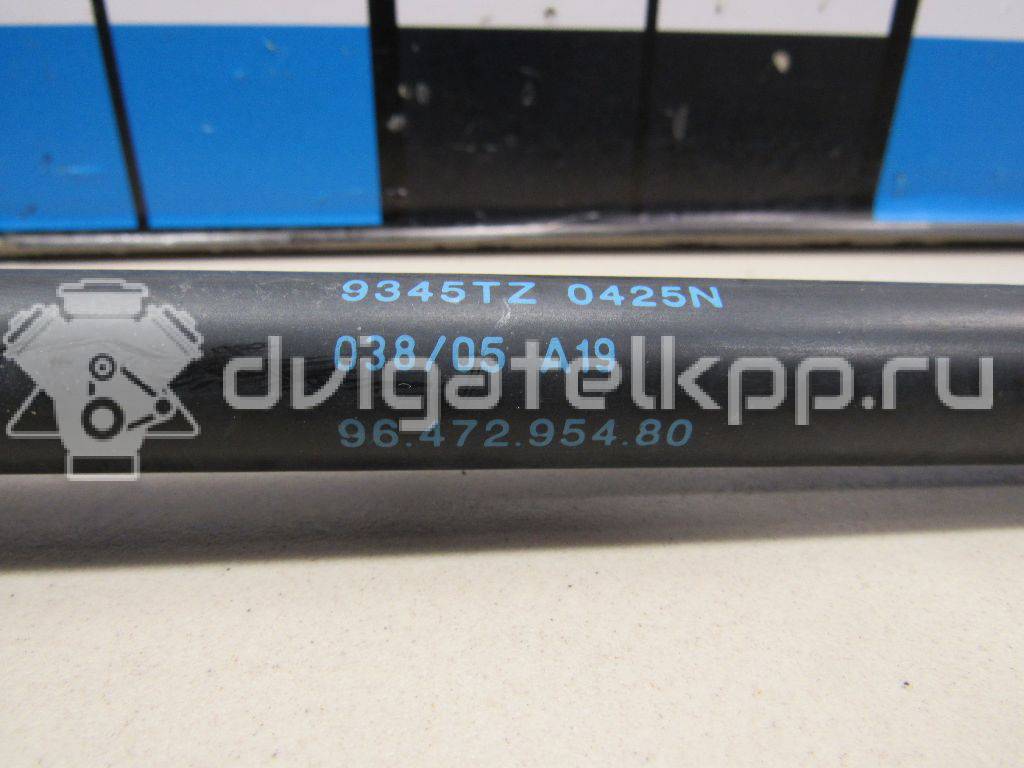 9345TZ 0425N
038/05 A19
dvigatelkpp.ru
96.472.954.80